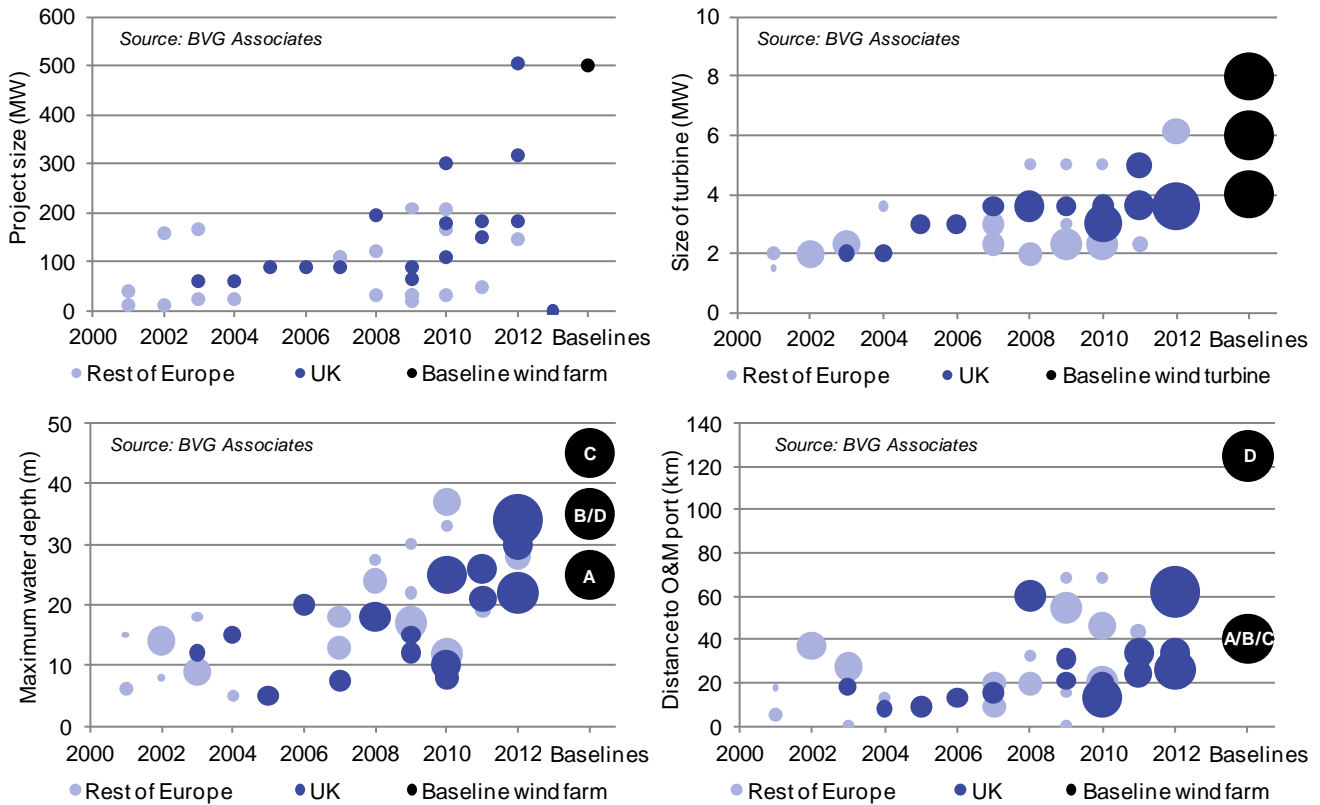 600
500
400
300
200
100
0
Project size (MW)
Source: BVG Associates
2000 2002 2004 2006 2008 2010 2012 Baselines
Rest of Europe UK Baseline wind farm
10
8
6
4
2
0
Size of turbine (MW)
Source: BVG Associates
2000 2002 2004 2006 2008 2010 2012 Baselines
Rest of Europe UK Baseline wind turbine
50
40
30
20
10
0
Maximum water depth (m)
Source: BVG Associates
C
B/D
A
2000 2002 2004 2006 2008 2010 2012 Baselines
Rest of Europe UK Baseline wind farm
140
120
100
80
60
40
20
0
Distance to O&M port (km)
Source: BVG Associates
D
A/B/C
2000 2002 2004 2006 2008 2010 2012 Baselines
Rest of Europe UK Baseline wind farm